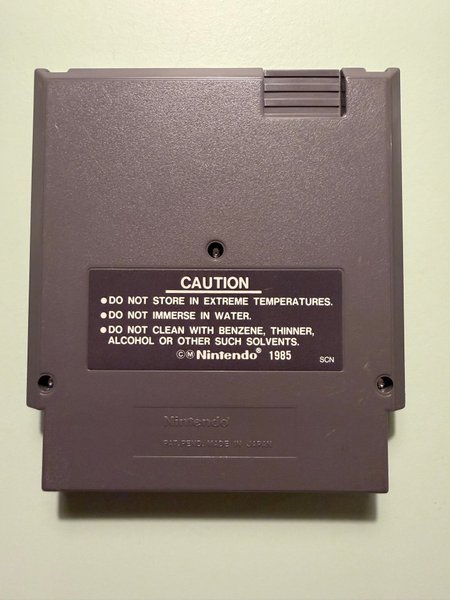 CAUTION
●DO NOT STORE IN EXTREME TEMPERATURES.
●DO NOT IMMERSE IN WATER.
●DO NOT CLEAN WITH BENZENE, THINNER,
ALCOHOL OR OTHER SUCH SOLVENTS.
©Ⓜ Nintendo® 1985 SCN
Nintendo®
PAT. PEND. MADE IN JAPAN